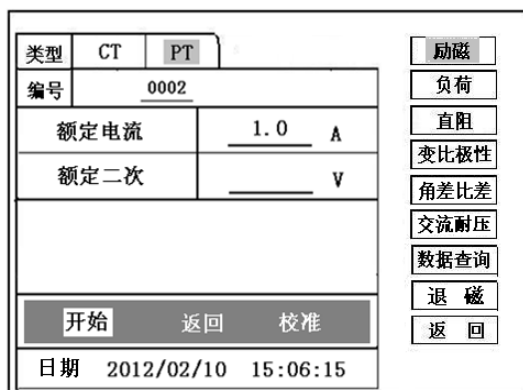 类型 CT PT
编号 0002
额定电流 1.0 A
额定二次 V
开始 返回 校准
日期 2012/02/10 15:06:15
励磁
负荷
直阻
变比极性
角差比差
交流耐压
数据查询
退 磁
返 回